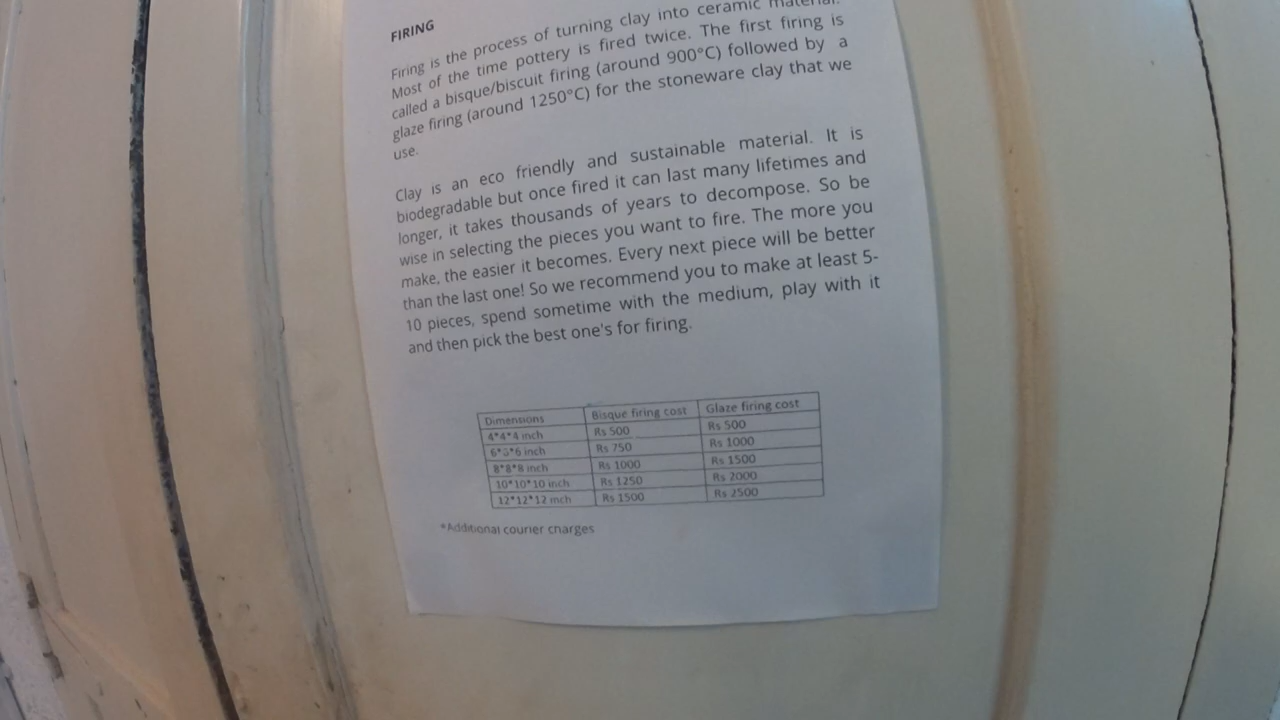 FIRING
Firing is the process of turning clay into ceramic material.
Most of the time pottery is fired twice. The first firing is
called a bisque/biscuit firing (around 900°C) followed by a
glaze firing (around 1250°C) for the stoneware clay that we
use.
Clay is an eco friendly and sustainable material. It is
biodegradable but once fired it can last many lifetimes and
longer, it takes thousands of years to decompose. So be
wise in selecting the pieces you want to fire. The more you
make, the easier it becomes. Every next piece will be better
than the last one! So we recommend you to make at least 5-
10 pieces, spend sometime with the medium, play with it
and then pick the best one's for firing.
Dimensions Bisque firing cost Glaze firing cost
4*4*4 inch Rs 500 Rs 500
6*6*6 inch Rs 750 Rs 1000
8*8*8 inch Rs 1000 Rs 1500
10*10*10 inch Rs 1250 Rs 2000
12*12*12 inch Rs 1500 Rs 2500
*Additional courier charges